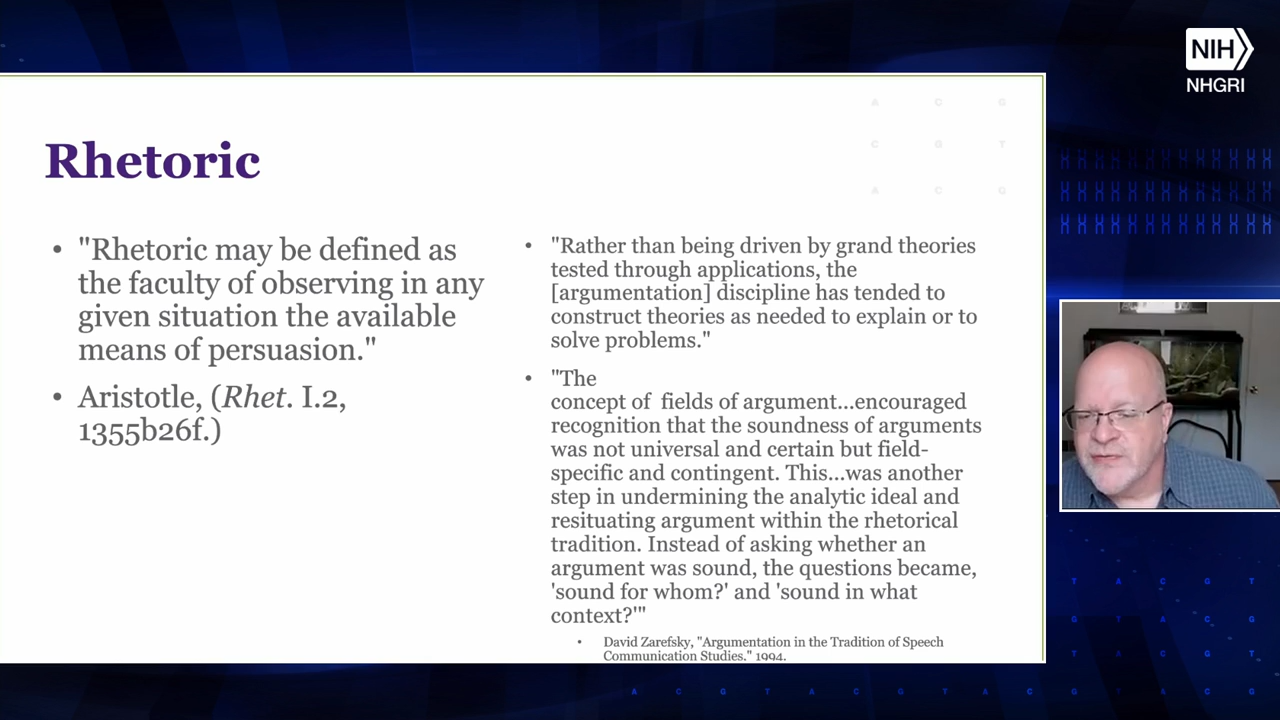 NIH
NHGRI
A C G
C G T
A C G
Rhetoric
• "Rhetoric may be defined as
the faculty of observing in any
given situation the available
means of persuasion."
• Aristotle, (Rhet. I.2,
1355b26f.)
• "Rather than being driven by grand theories
tested through applications, the
[argumentation] discipline has tended to
construct theories as needed to explain or to
solve problems."
• "The
concept of fields of argument...encouraged
recognition that the soundness of arguments
was not universal and certain but field-
specific and contingent. This...was another
step in undermining the analytic ideal and
resituating argument within the rhetorical
tradition. Instead of asking whether an
argument was sound, the questions became,
'sound for whom?' and 'sound in what
context?'"
• David Zarefsky, "Argumentation in the Tradition of Speech
Communication Studies." 1994.
T A C G T
G T A C G
T A C G T
A C G T A C G T A C G T A C G